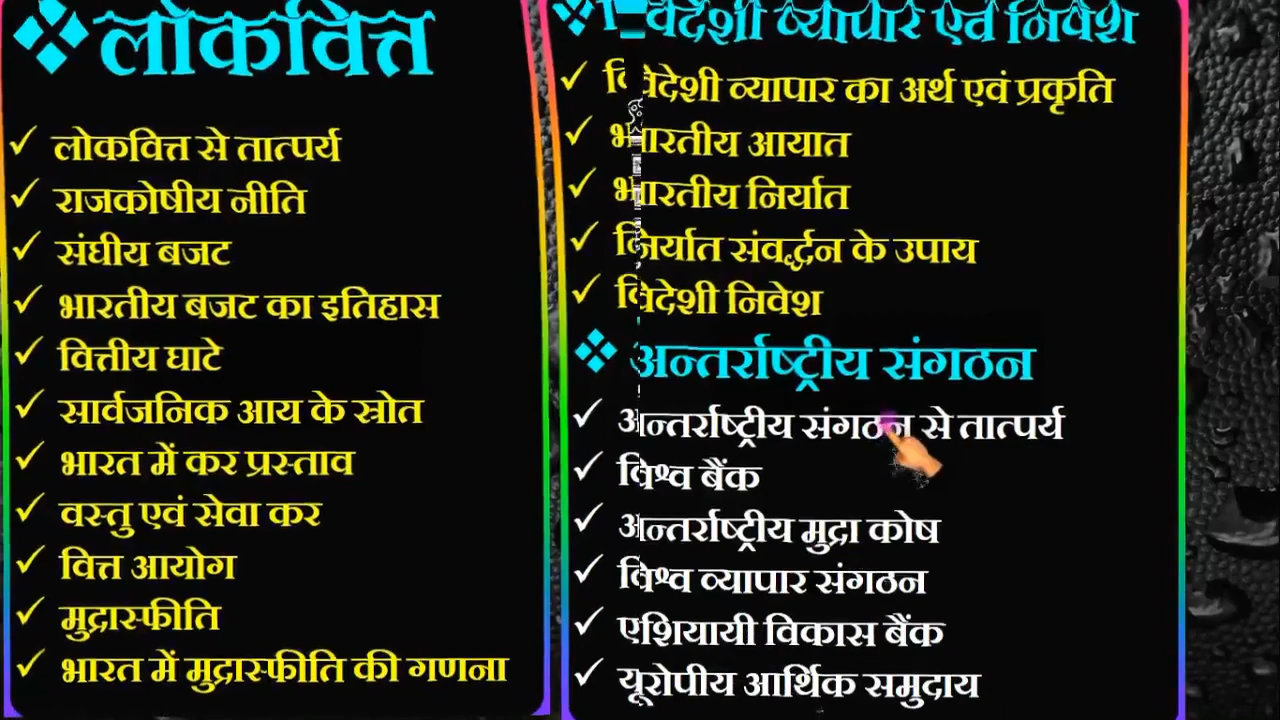 लोकवित्त
लोकवित्त से तात्पर्य
राजकोषीय नीति
संघीय बजट
भारतीय बजट का इतिहास
वित्तीय घाटे
सार्वजनिक आय के स्रोत
भारत में कर प्रस्ताव
वस्तु एवं सेवा कर
वित्त आयोग
मुद्रास्फीति
भारत में मुद्रास्फीति की गणना
विदेशी व्यापार एवं निवेश
विदेशी व्यापार का अर्थ एवं प्रकृति
भारतीय आयात
भारतीय निर्यात
निर्यात संवर्द्धन के उपाय
विदेशी निवेश
अन्तर्राष्ट्रीय संगठन
अन्तर्राष्ट्रीय संगठन से तात्पर्य
विश्व बैंक
अन्तर्राष्ट्रीय मुद्रा कोष
विश्व व्यापार संगठन
एशियायी विकास बैंक
यूरोपीय आर्थिक समुदाय